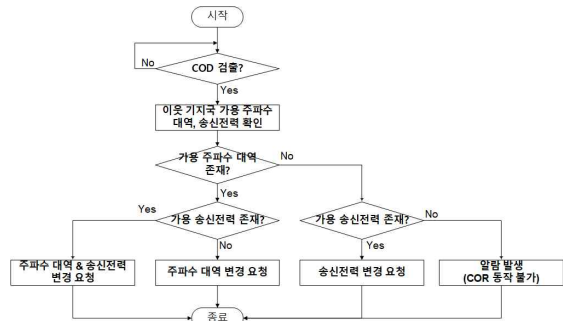 시작
No
COD 검출?
Yes
이웃 기지국 가용 주파수
대역, 송신전력 확인
가용 주파수 대역
존재?
No
Yes
Yes
가용 송신전력 존재?
가용 송신전력 존재?
No
No
Yes
주파수 대역 & 송신전력
변경 요청
주파수 대역 변경 요청
송신전력 변경 요청
알람 발생
(COR 동작 불가)
종료